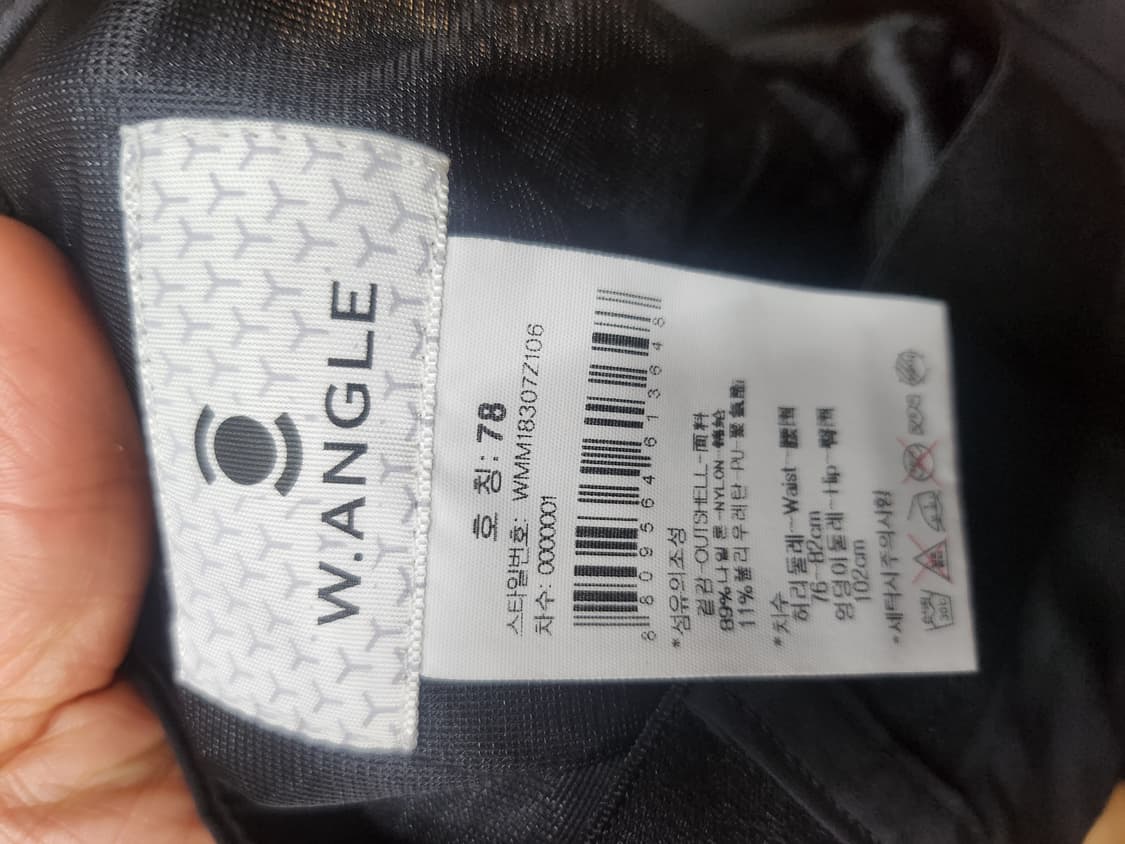 W.ANGLE
호 칭: 78
스타일번호: WMM18307Z106
차수: 0000001
8 809564 613648
*섬유의조성
겉감-OUTSHELL-面料
89%나일론-NYLON-锦纶
11%폴리우레탄 PU-聚氨酯
*치수
허리둘레-Waist-腰围
76~82cm
엉덩이둘레-Hip-臀围
102cm
*세탁시주의사항